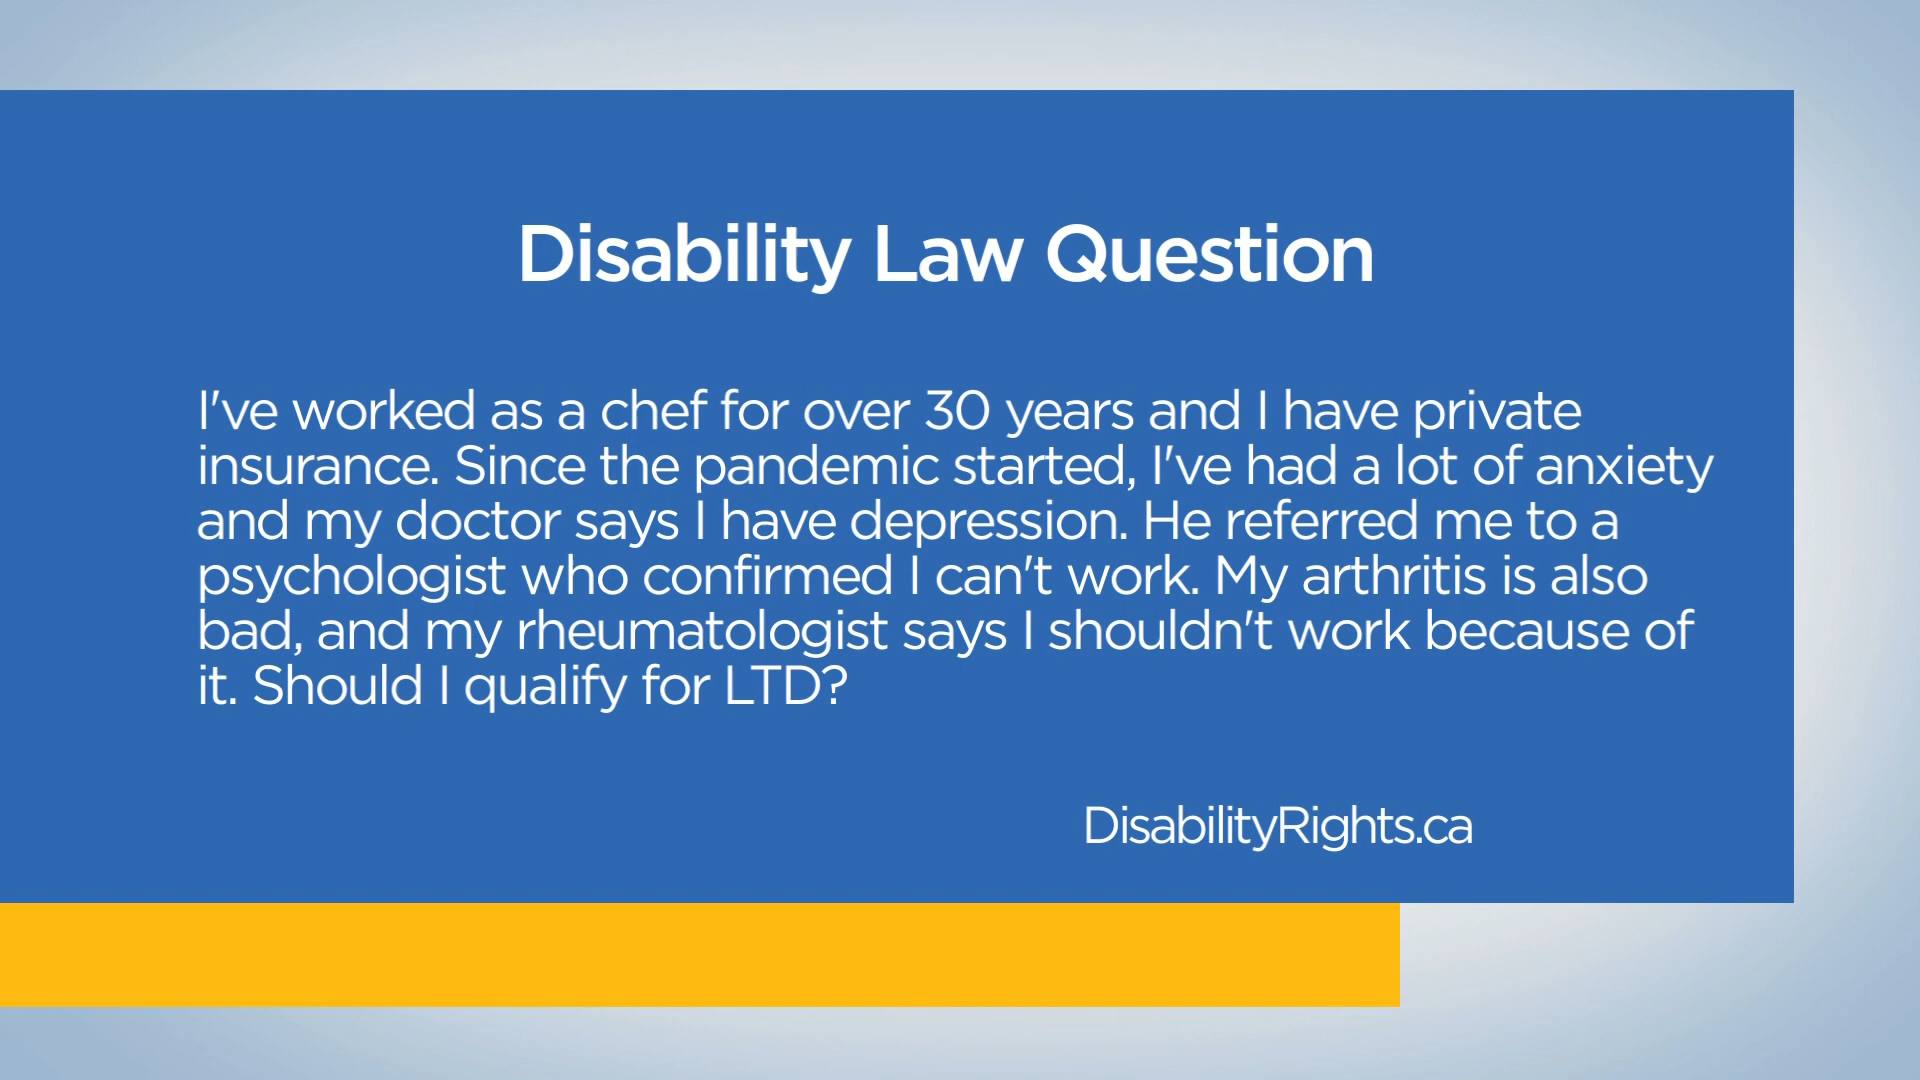 Disability Law Question
I've worked as a chef for over 30 years and I have private
insurance. Since the pandemic started, I've had a lot of anxiety
and my doctor says I have depression. He referred me to a
psychologist who confirmed I can't work. My arthritis is also
bad, and my rheumatologist says I shouldn't work because of
it. Should I qualify for LTD?
DisabilityRights.ca